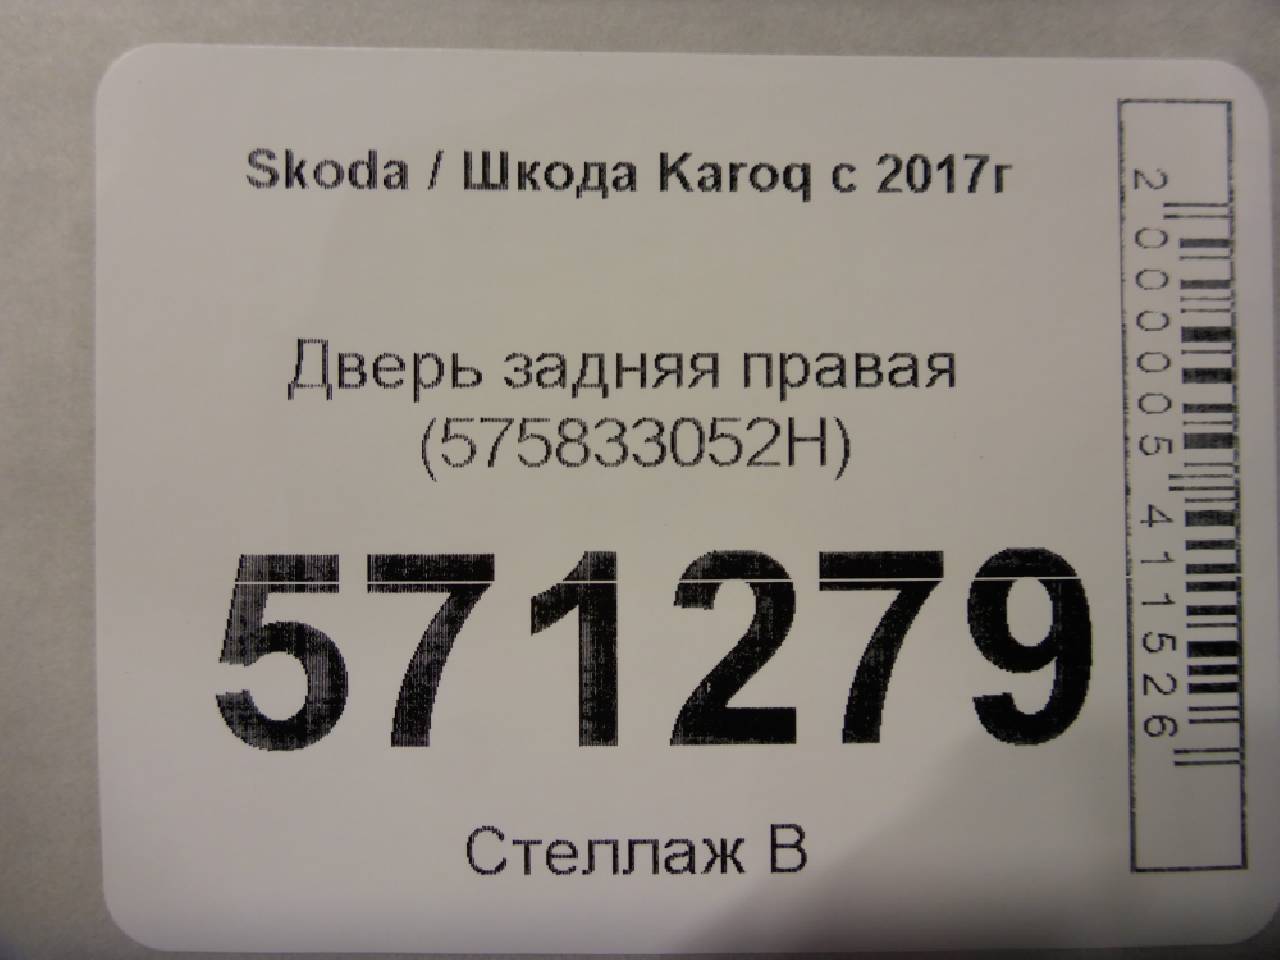 Skoda / Шкода Karoq с 2017г
Дверь задняя правая
(575833052H)
571279
Стеллаж В
2000005411526